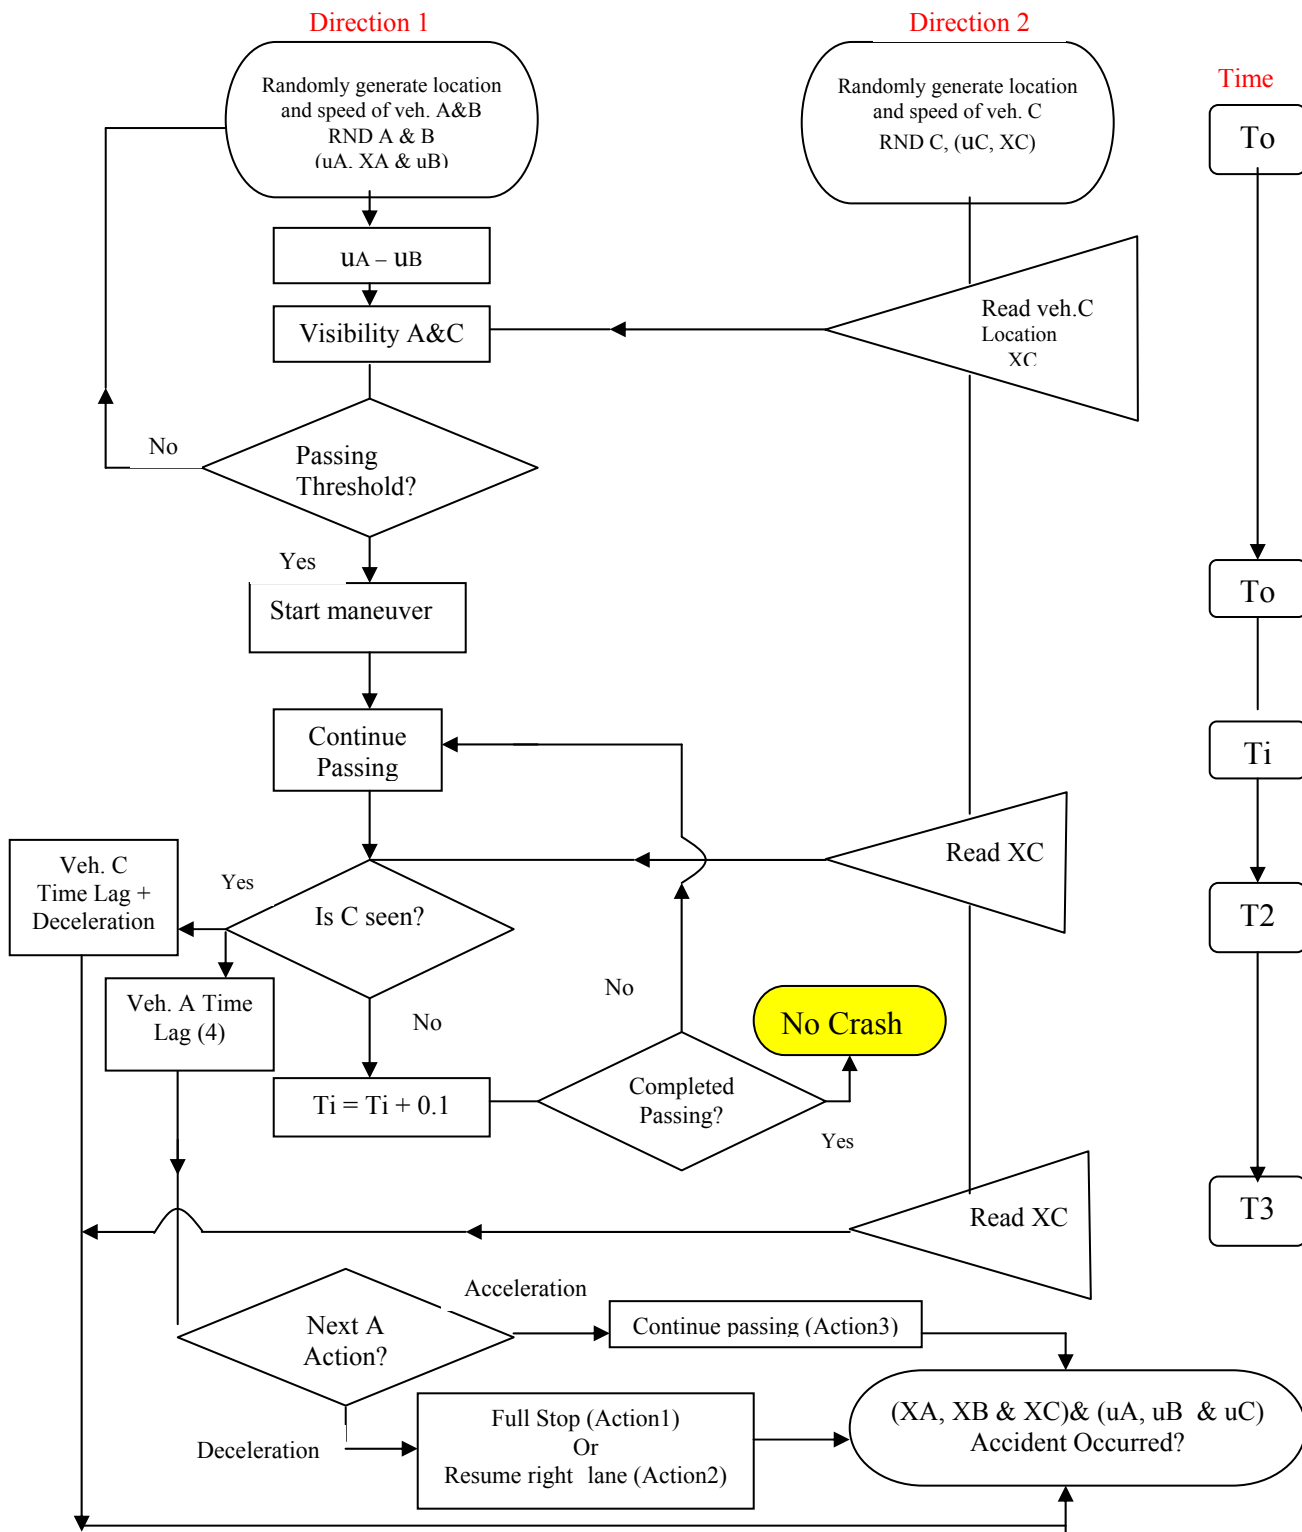 Direction 1
Direction 2
Time
Randomly generate location
and speed of veh. A&B
RND A & B
(uA, XA & uB)
Randomly generate location
and speed of veh. C
RND C, (uC, XC)
To
uA – uB
Visibility A&C
Read veh.C
Location
XC
No
Passing
Threshold?
Yes
Start maneuver
To
Continue
Passing
Ti
Veh. C
Time Lag +
Deceleration
Yes
Is C seen?
Read XC
T2
Veh. A Time
Lag (4)
No
No
No Crash
Ti = Ti + 0.1
Completed
Passing?
Yes
Read XC
T3
Acceleration
Next A
Action?
Continue passing (Action3)
Deceleration
Full Stop (Action1)
Or
Resume right lane (Action2)
(XA, XB & XC)& (uA, uB & uC)
Accident Occurred?